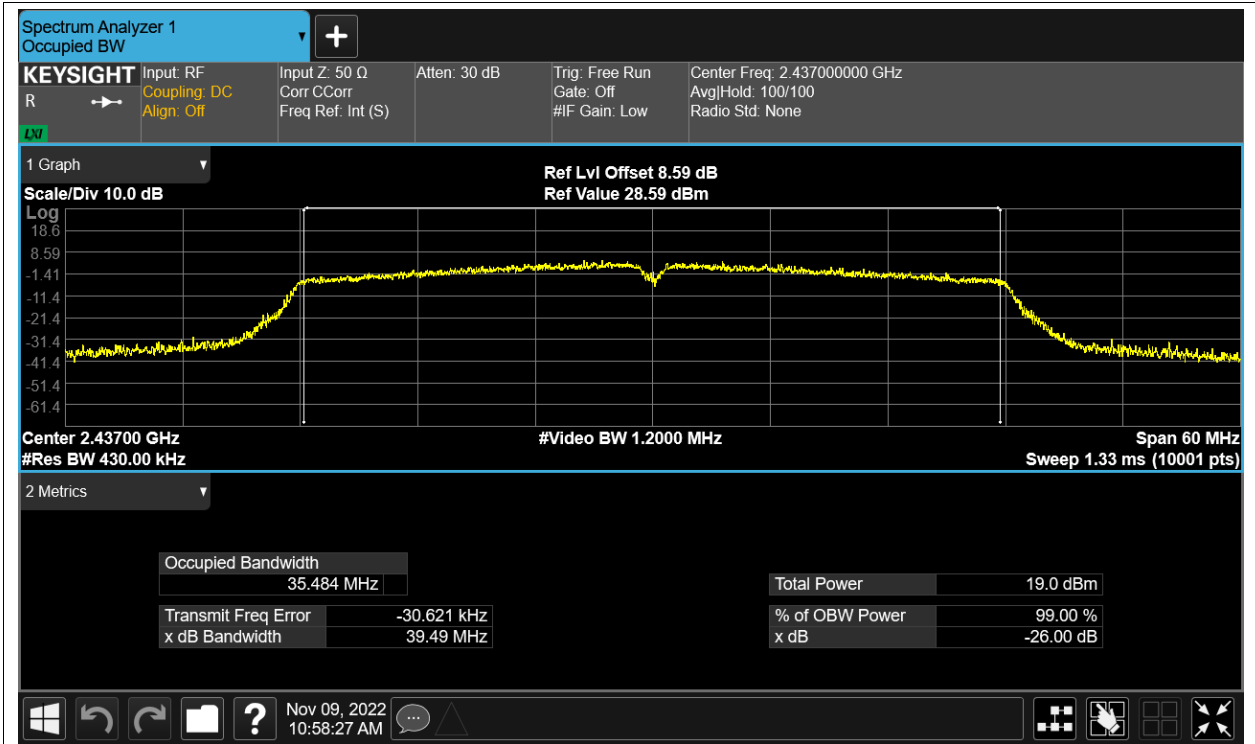 Spectrum Analyzer 1
Occupied BW
KEYSIGHT
R
LXI
Input: RF
Coupling: DC
Align: Off
Input Z: 50 Ω
Corr CCorr
Freq Ref: Int (S)
Atten: 30 dB
Trig: Free Run
Gate: Off
#IF Gain: Low
Center Freq: 2.437000000 GHz
Avg|Hold: 100/100
Radio Std: None
1 Graph
Scale/Div 10.0 dB
Ref Lvl Offset 8.59 dB
Ref Value 28.59 dBm
Log
18.6
8.59
-1.41
-11.4
-21.4
-31.4
-41.4
-51.4
-61.4
Center 2.43700 GHz
#Video BW 1.2000 MHz
Span 60 MHz
#Res BW 430.00 kHz
Sweep 1.33 ms (10001 pts)
2 Metrics
Occupied Bandwidth
35.484 MHz
Transmit Freq Error -30.621 kHz
x dB Bandwidth 39.49 MHz
Total Power 19.0 dBm
% of OBW Power 99.00 %
x dB -26.00 dB
?
Nov 09, 2022
10:58:27 AM